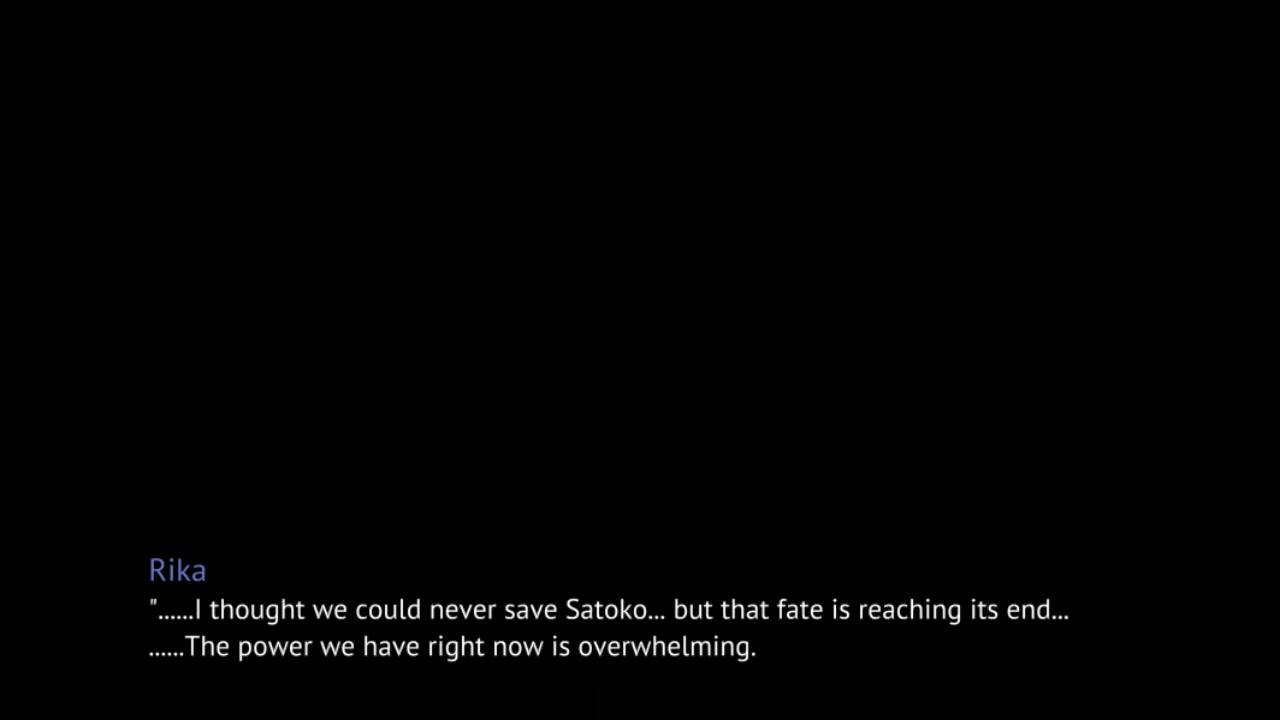 Rika
"......I thought we could never save Satoko... but that fate is reaching its end...
......The power we have right now is overwhelming.